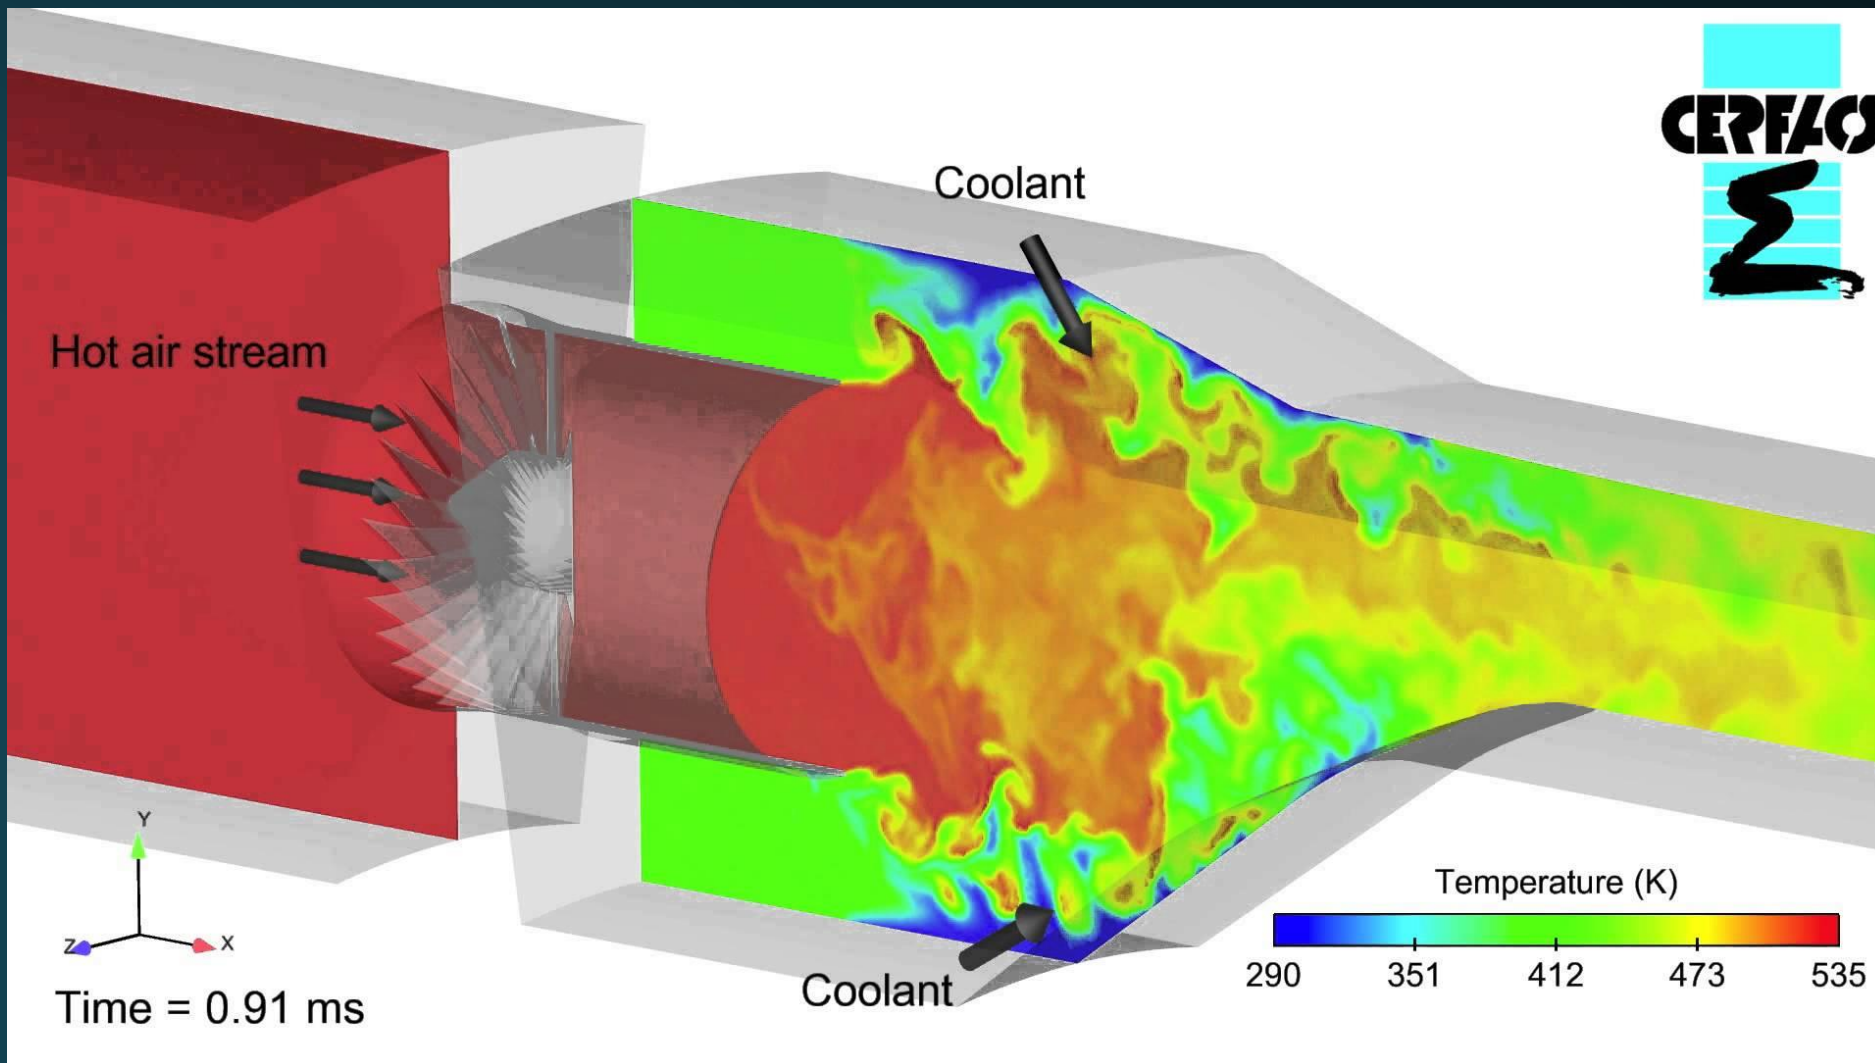 CERFACS
Coolant
Hot air stream
Y
Z
X
Time = 0.91 ms
Coolant
Temperature (K)
290 351 412 473 535